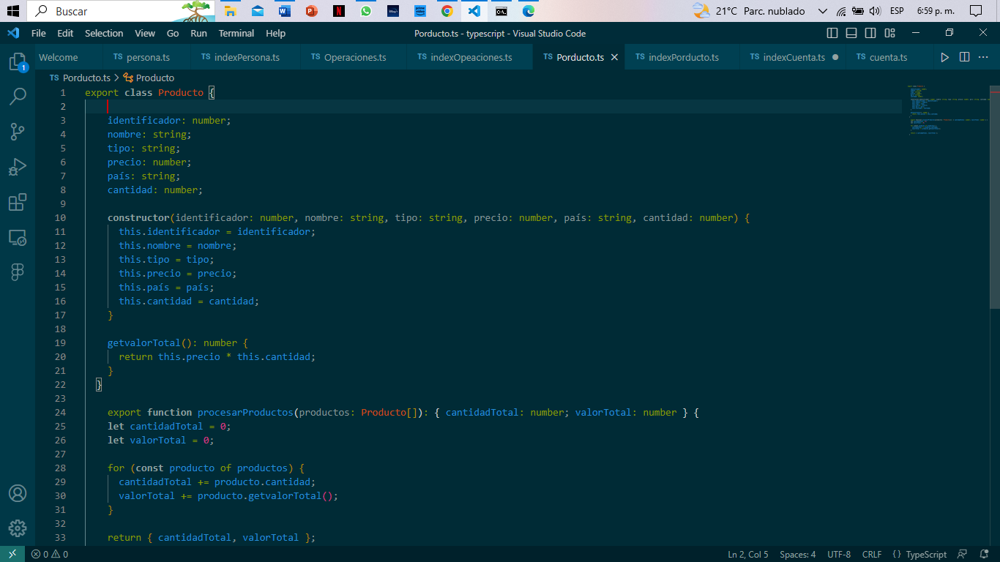 Buscar
21°C Parc. nublado
ESP
6:59 p. m.
File Edit Selection View Go Run Terminal Help
Porducto.ts - typescript - Visual Studio Code
Welcome
TS persona.ts
TS indexPersona.ts
TS Operaciones.ts
TS indexOpeaciones.ts
TS Porducto.ts
TS indexPorducto.ts
TS indexCuenta.ts
TS cuenta.ts
TS Porducto.ts > Producto
1 export class Producto {
2
3 identificador: number;
4 nombre: string;
5 tipo: string;
6 precio: number;
7 país: string;
8 cantidad: number;
9
10 constructor(identificador: number, nombre: string, tipo: string, precio: number, país: string, cantidad: number) {
11 this.identificador = identificador;
12 this.nombre = nombre;
13 this.tipo = tipo;
14 this.precio = precio;
15 this.país = país;
16 this.cantidad = cantidad;
17 }
18
19 getvalorTotal(): number {
20 return this.precio * this.cantidad;
21 }
22 }
23
24 export function procesarProductos(productos: Producto[]): { cantidadTotal: number; valorTotal: number } {
25 let cantidadTotal = 0;
26 let valorTotal = 0;
27
28 for (const producto of productos) {
29 cantidadTotal += producto.cantidad;
30 valorTotal += producto.getvalorTotal();
31 }
32
33 return { cantidadTotal, valorTotal };
1
0 0
Ln 2, Col 5
Spaces: 4
UTF-8
CRLF
{ } TypeScript